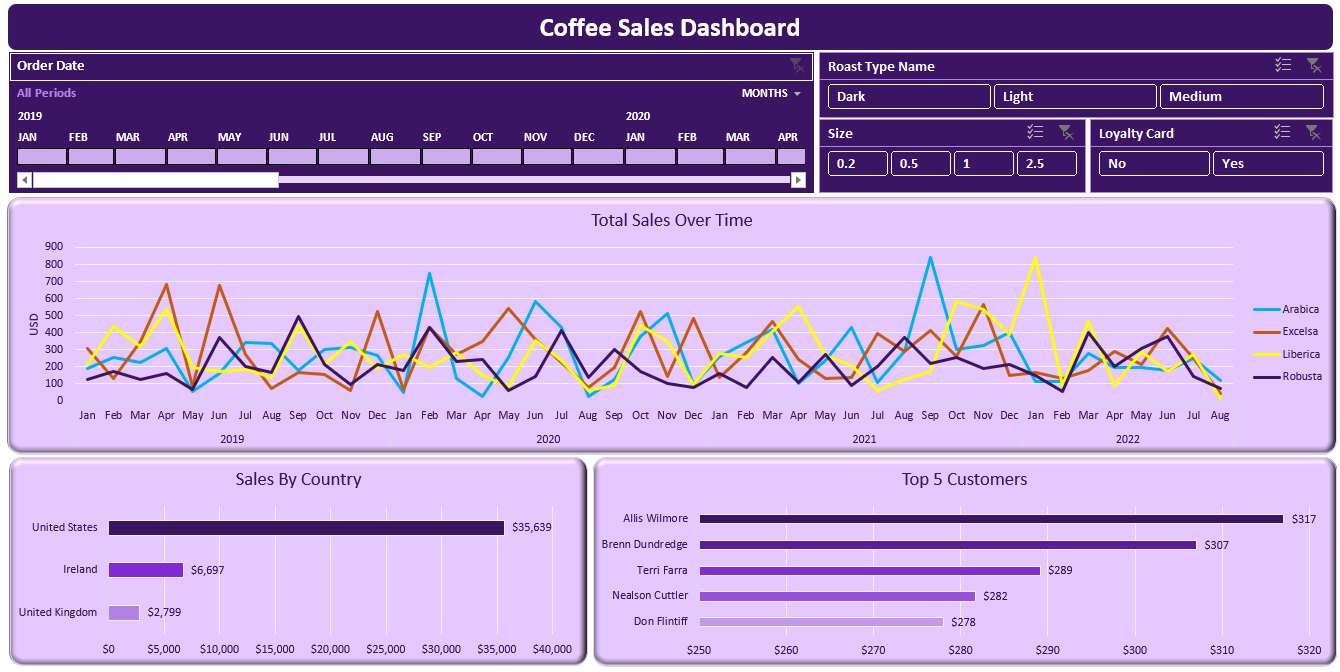 Coffee Sales Dashboard
Order Date
All Periods MONTHS
2019 2020
JAN FEB MAR APR MAY JUN JUL AUG SEP OCT NOV DEC JAN FEB MAR APR
Roast Type Name
Dark Light Medium
Size
0.2 0.5 1 2.5
Loyalty Card
No Yes
Total Sales Over Time
USD
900
800
700
600
500
400
300
200
100
0
Jan Feb Mar Apr May Jun Jul Aug Sep Oct Nov Dec Jan Feb Mar Apr May Jun Jul Aug Sep Oct Nov Dec Jan Feb Mar Apr May Jun Jul Aug Sep Oct Nov Dec Jan Feb Mar Apr May Jun Jul Aug
2019 2020 2021 2022
Arabica
Excelsa
Liberica
Robusta
Sales By Country
United States $35,639
Ireland $6,697
United Kingdom $2,799
$0 $5,000 $10,000 $15,000 $20,000 $25,000 $30,000 $35,000 $40,000
Top 5 Customers
Allis Wilmore $317
Brenn Dundredge $307
Terri Farra $289
Nealson Cuttler $282
Don Flintiff $278
$250 $260 $270 $280 $290 $300 $310 $320